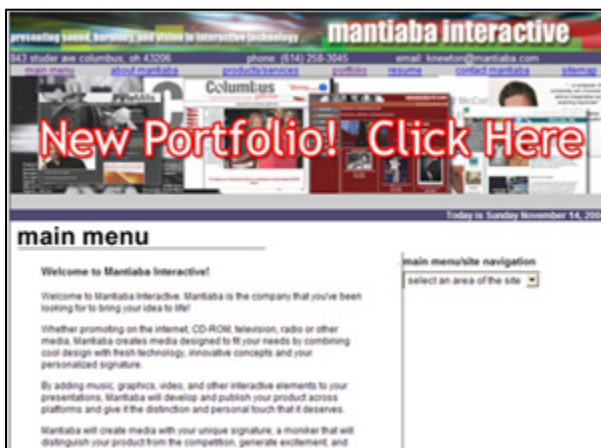 presenting sound, harmony, and vision in interactive technology
mantiaba interactive
843 studer ave columbus, oh 43206 phone: (614) 258-3045 email: knewton@mantiaba.com
main menu about mantiaba products/services portfolio resume contact mantiaba sitemap
Columbus
New Portfolio! Click Here
Today is Sunday November 14, 200
main menu
Welcome to Mantiaba Interactive!
Welcome to Mantiaba Interactive. Mantiaba is the company that you've been
looking for to bring your idea to life!
Whether promoting on the internet, CD-ROM, television, radio or other
media, Mantiaba creates media designed to fit your needs by combining
cool design with fresh technology, innovative concepts and your
personalized signature.
By adding music, graphics, video, and other interactive elements to your
presentations, Mantiaba will develop and publish your product across
platforms and give it the distinction and personal touch that it deserves.
Mantiaba will create media with your unique signature, a moniker that will
distinguish your product from the competition, generate excitement, and
main menu/site navigation
select an area of the site